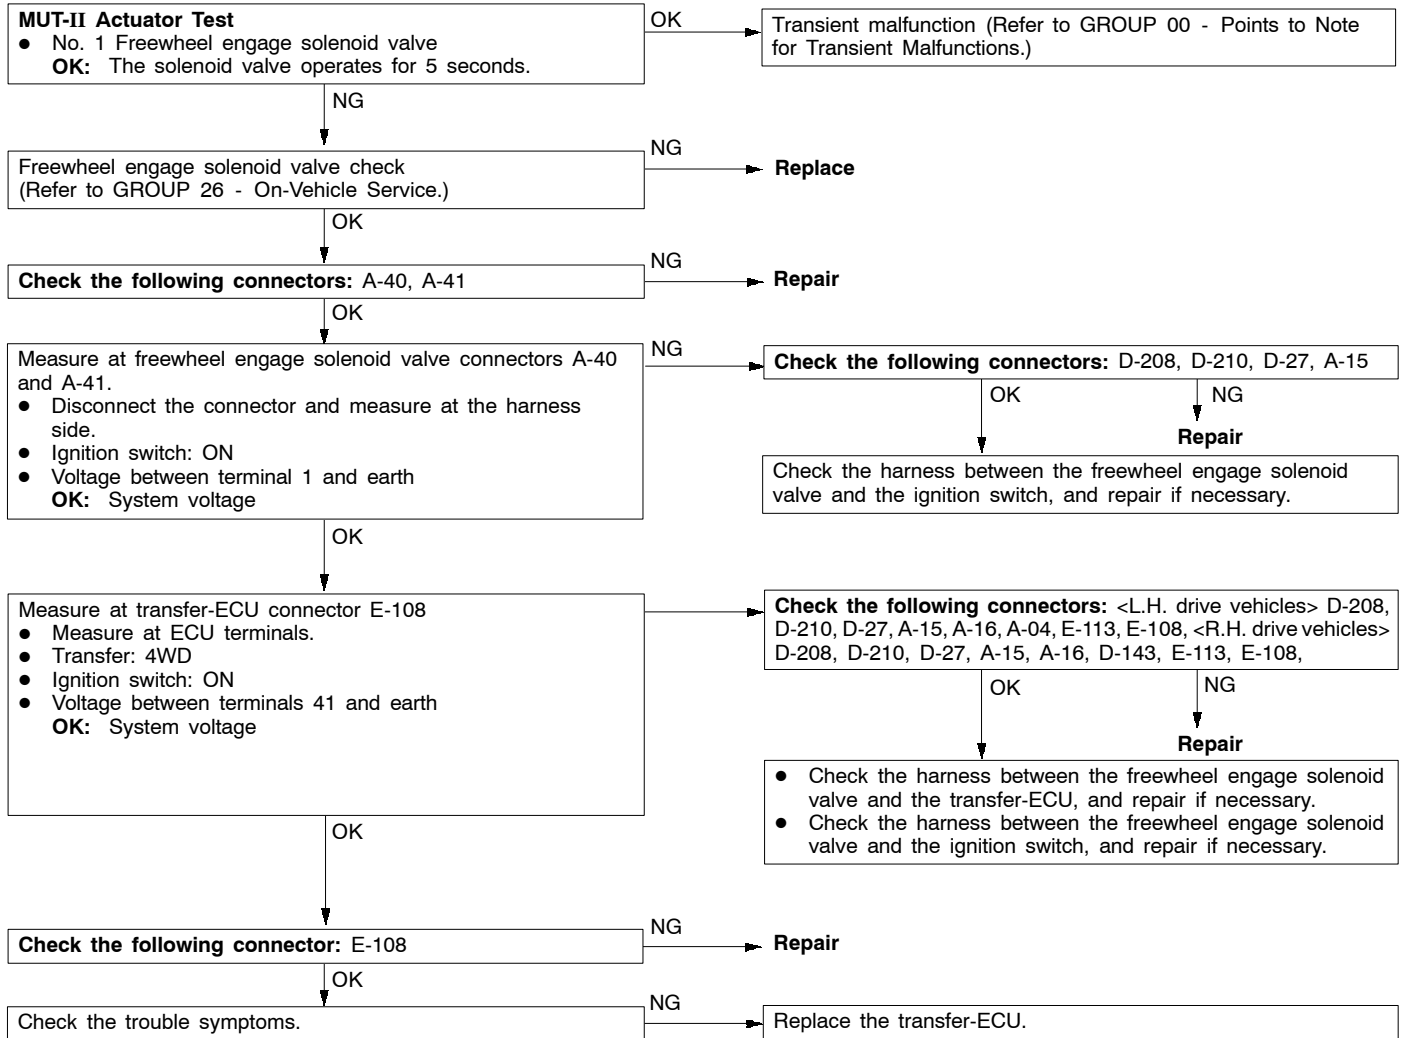 MUT-II Actuator Test
● No. 1 Freewheel engage solenoid valve
OK: The solenoid valve operates for 5 seconds.
OK
Transient malfunction (Refer to GROUP 00 - Points to Note
for Transient Malfunctions.)
NG
Freewheel engage solenoid valve check
(Refer to GROUP 26 - On-Vehicle Service.)
NG
Replace
OK
Check the following connectors: A-40, A-41
NG
Repair
OK
Measure at freewheel engage solenoid valve connectors A-40
and A-41.
● Disconnect the connector and measure at the harness
side.
● Ignition switch: ON
● Voltage between terminal 1 and earth
OK: System voltage
NG
Check the following connectors: D-208, D-210, D-27, A-15
OK
NG
Repair
Check the harness between the freewheel engage solenoid
valve and the ignition switch, and repair if necessary.
OK
Measure at transfer-ECU connector E-108
● Measure at ECU terminals.
● Transfer: 4WD
● Ignition switch: ON
● Voltage between terminals 41 and earth
OK: System voltage
Check the following connectors: <L.H. drive vehicles> D-208,
D-210, D-27, A-15, A-16, A-04, E-113, E-108, <R.H. drive vehicles>
D-208, D-210, D-27, A-15, A-16, D-143, E-113, E-108,
OK
NG
Repair
● Check the harness between the freewheel engage solenoid
valve and the transfer-ECU, and repair if necessary.
● Check the harness between the freewheel engage solenoid
valve and the ignition switch, and repair if necessary.
OK
Check the following connector: E-108
NG
Repair
OK
Check the trouble symptoms.
NG
Replace the transfer-ECU.